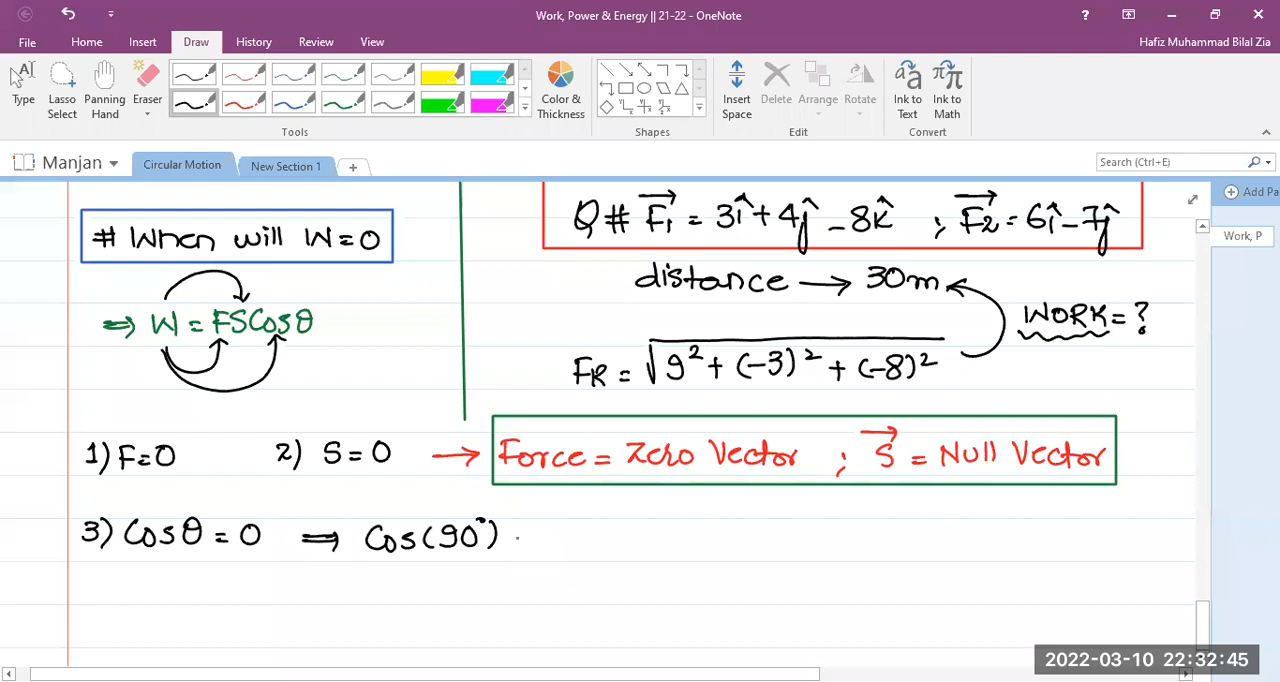 Work, Power & Energy || 21-22 - OneNote
?
File Home Insert Draw History Review View
Hafiz Muhammad Bilal Zia
Type Lasso Select Panning Hand Eraser
Color & Thickness
Insert Space Delete Arrange Rotate
Ink to Text Ink to Math
Tools Shapes Edit Convert
Manjan Circular Motion New Section 1 +
Search (Ctrl+E)
Add Pa
Work, P
# When will W=0
⇒ W = FSCosθ
Q # F₁ = 3î + 4ĵ - 8k̂ ; F₂ = 6î - 7ĵ
distance → 30m
WORK = ?
FR = √9² + (-3)² + (-8)²
1) F=0 2) S = 0 → Force = Zero Vector ; S = Null Vector
3) Cosθ = 0 ⇒ Cos(90°)
2022-03-10 22:32:45